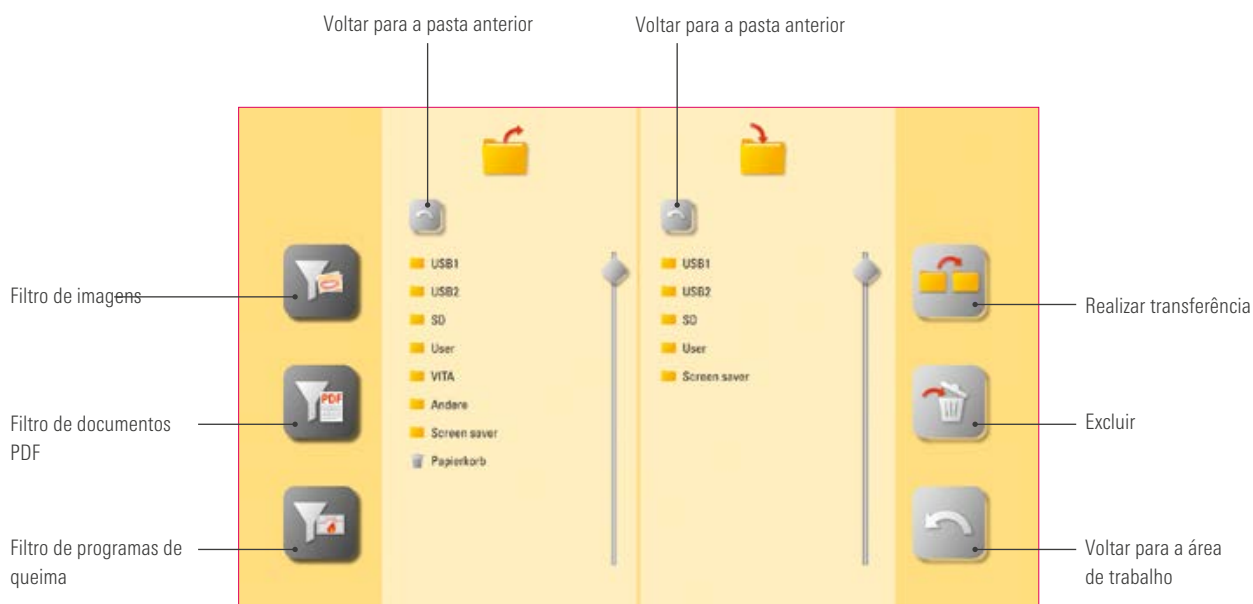 Voltar para a pasta anterior
Voltar para a pasta anterior
Filtro de imagens
Filtro de documentos
PDF
Filtro de programas de
queima
PDF
USB1
USB2
SD
User
VITA
Andere
Screen saver
Papierkorb
USB1
USB2
SD
User
Screen saver
Realizar transferência
Excluir
Voltar para a área
de trabalho